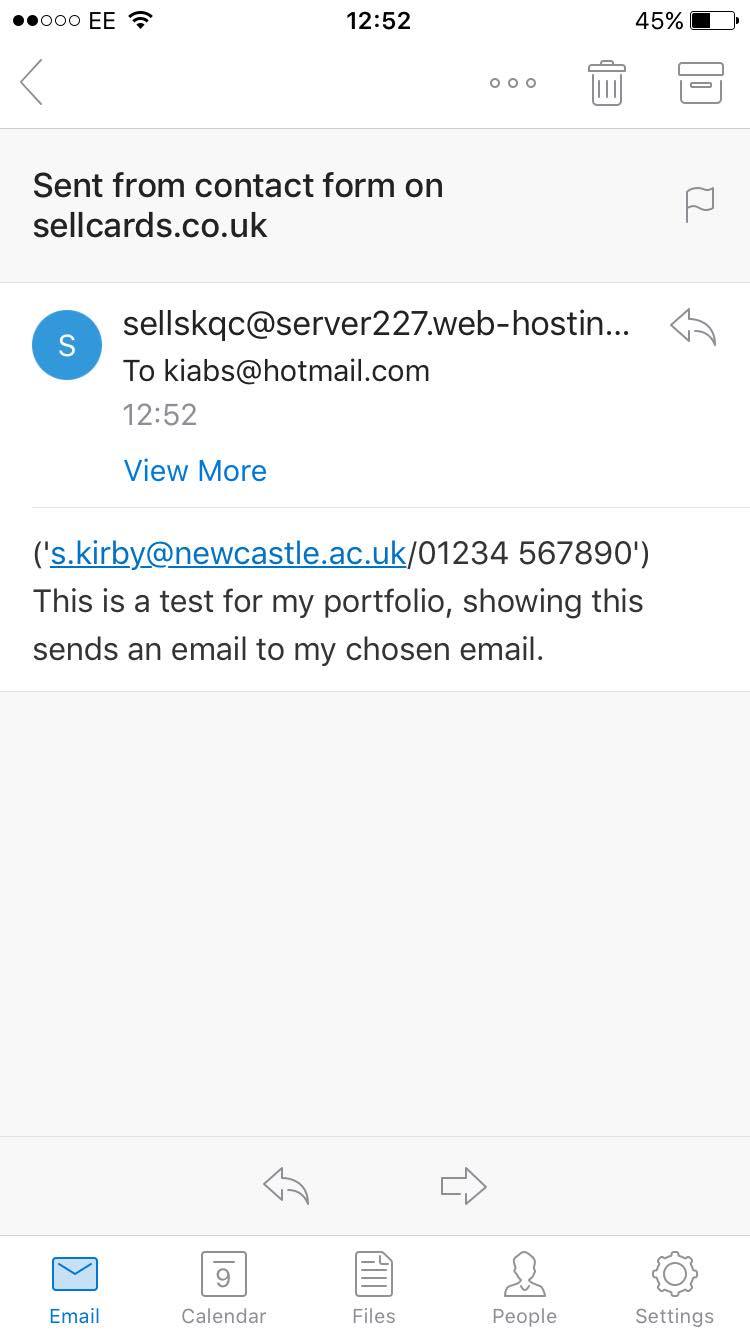 EE 12:52 45%
Sent from contact form on
sellcards.co.uk
S
sellskqc@server227.web-hostin...
To kiabs@hotmail.com
12:52
View More
('s.kirby@newcastle.ac.uk/01234 567890')
This is a test for my portfolio, showing this
sends an email to my chosen email.
9
Email Calendar Files People Settings